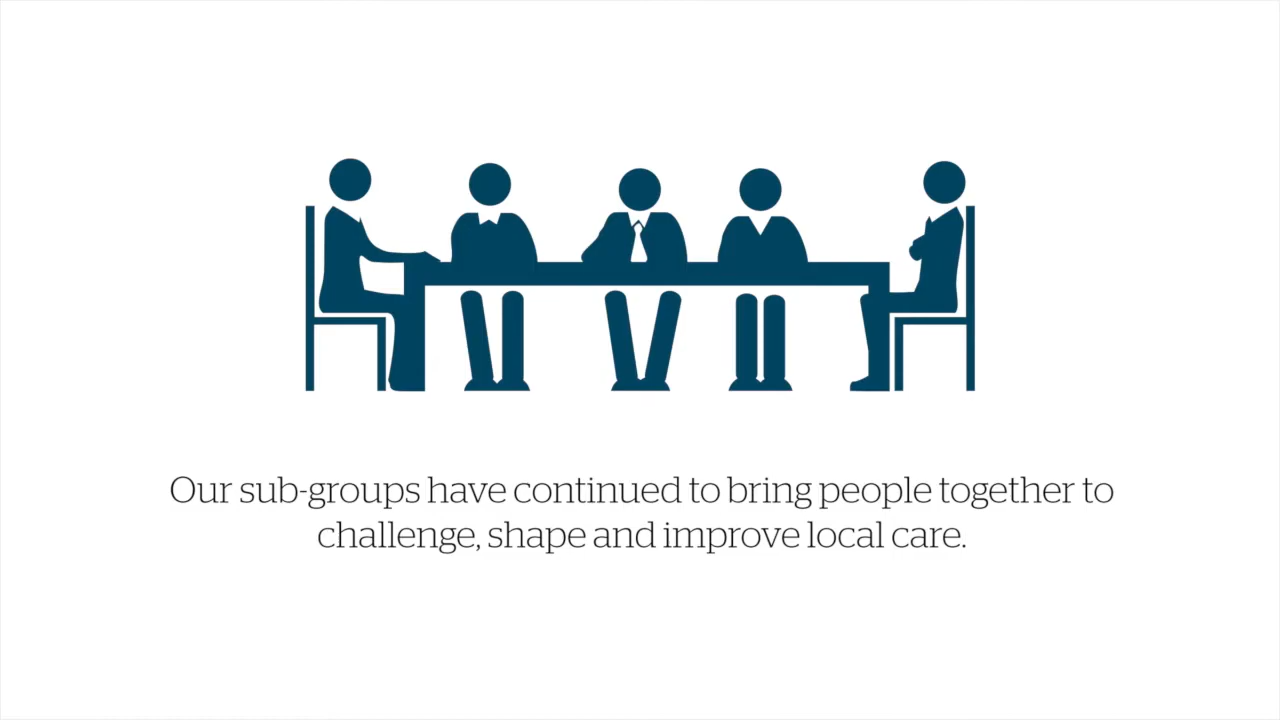 Our sub-groups have continued to bring people together to
challenge, shape and improve local care.